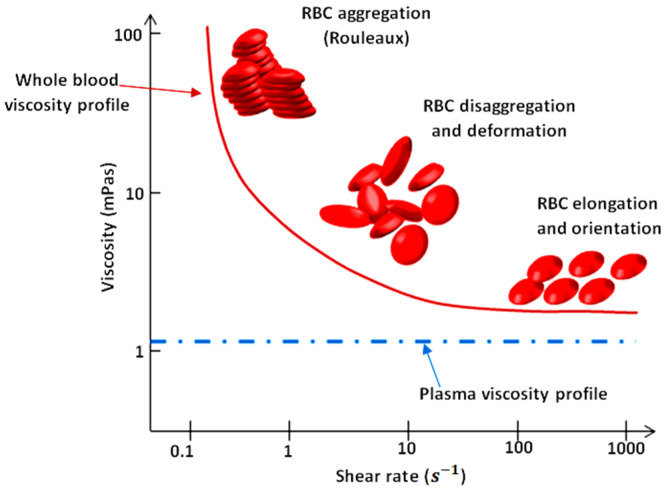 RBC aggregation
(Rouleaux)
Whole blood
viscosity profile
RBC disaggregation
and deformation
RBC elongation
and orientation
Plasma viscosity profile
Viscosity (mPas)
100
10
1
0.1
1
10
100
1000
Shear rate (s⁻¹)